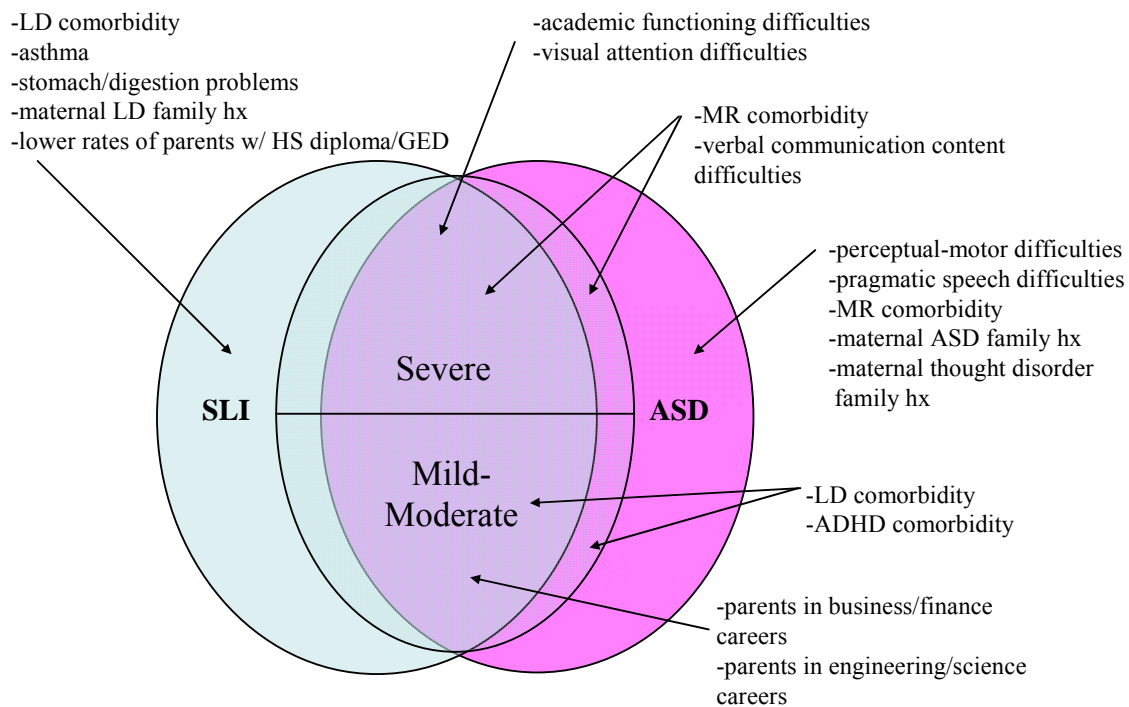 -LD comorbidity
-asthma
-stomach/digestion problems
-maternal LD family hx
-lower rates of parents w/ HS diploma/GED
-academic functioning difficulties
-visual attention difficulties
-MR comorbidity
-verbal communication content
difficulties
-perceptual-motor difficulties
-pragmatic speech difficulties
-MR comorbidity
-maternal ASD family hx
-maternal thought disorder
family hx
Severe
SLI
ASD
Mild-
Moderate
-LD comorbidity
-ADHD comorbidity
-parents in business/finance
careers
-parents in engineering/science
careers